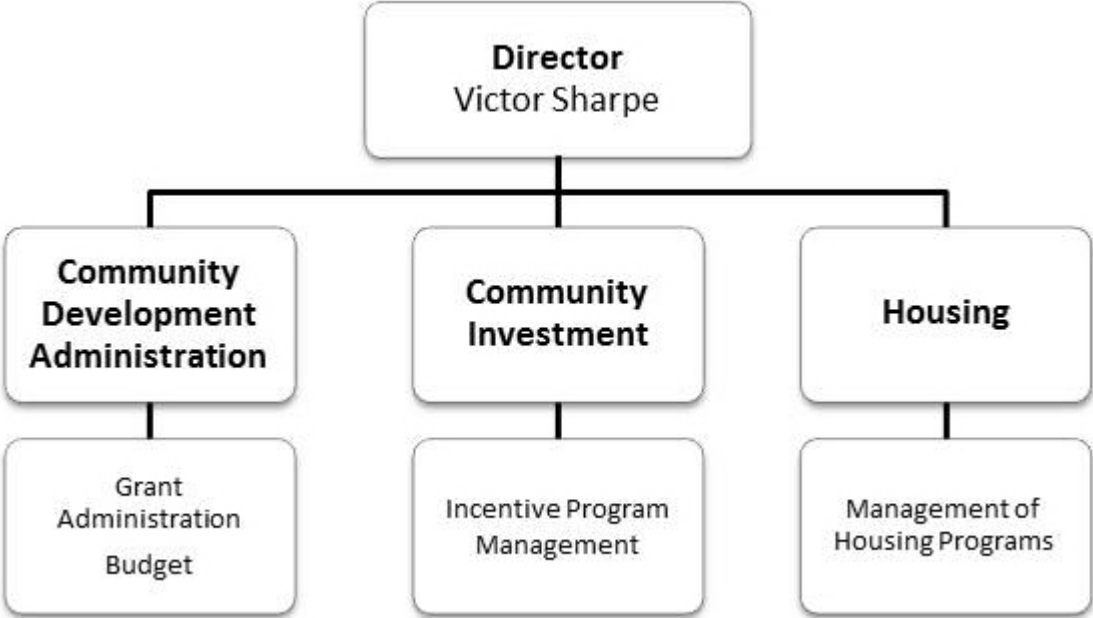 Director
Victor Sharpe
Community
Development
Administration
Community
Investment
Housing
Grant
Administration
Budget
Incentive Program
Management
Management of
Housing Programs